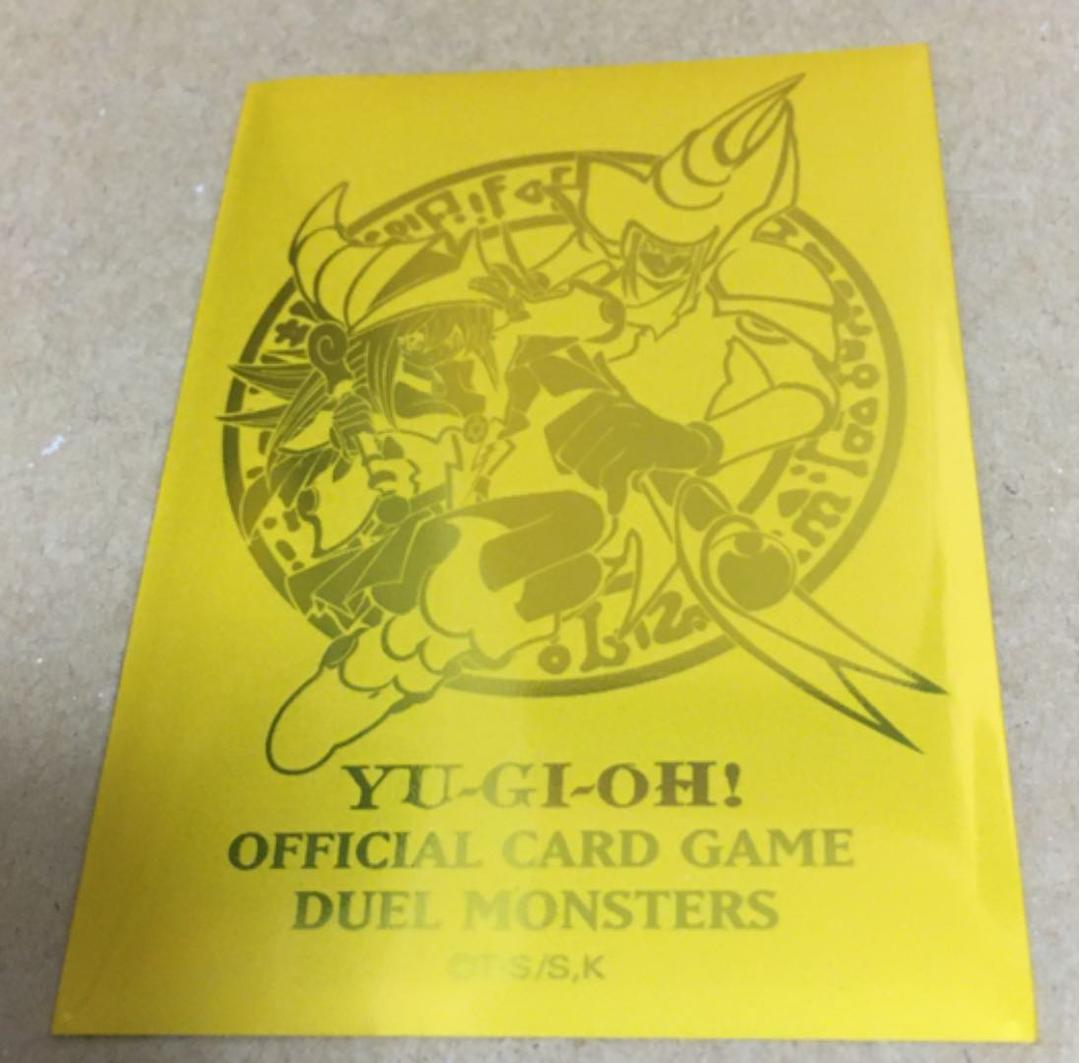 YU-GI-OH!
OFFICIAL CARD GAME
DUEL MONSTERS
©T･S/S,K